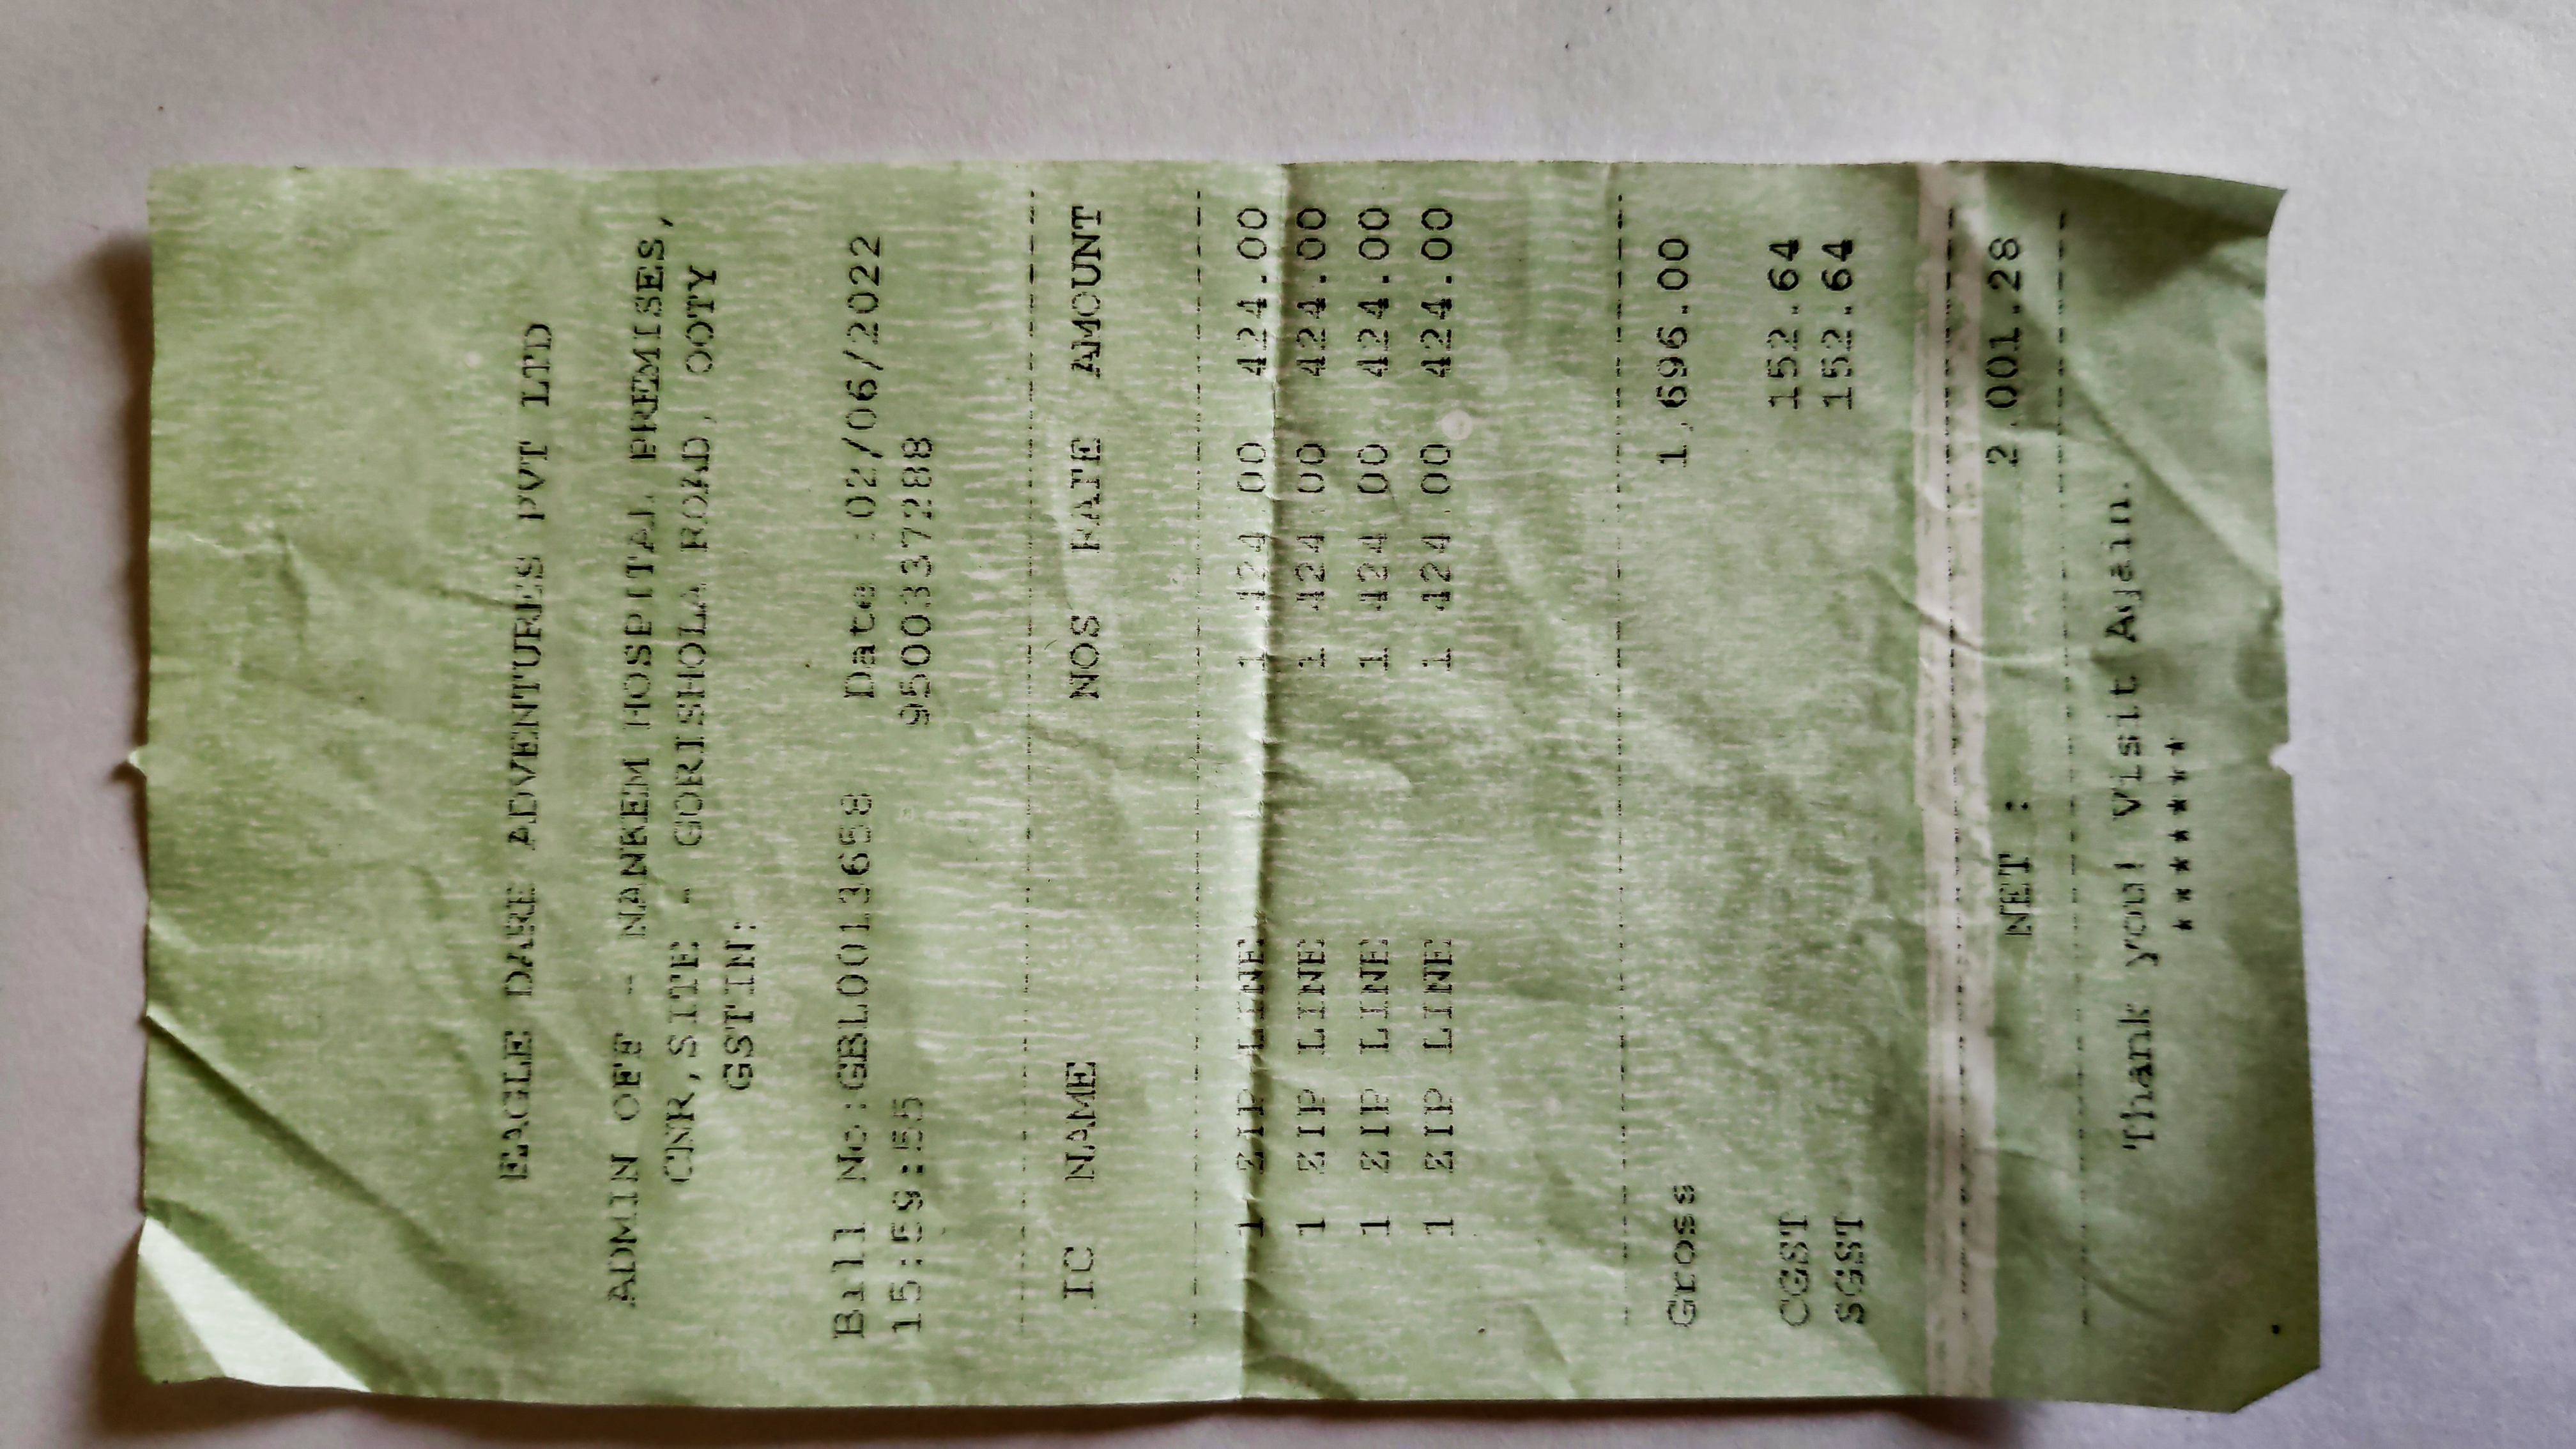 EAGLE DARE ADVENTURES PVT LTD
ADMIN OFF - NANKEM HOSPITAL PREMISES,
CNR,SITE - GORISHOLA ROAD, OOTY
GSTIN:
Bill No:GBL0013658 Date :02/06/2022
15:59:55 9500337288
IC NAME NOS RATE AMOUNT
1 ZIP LINE 1 424.00 424.00
1 ZIP LINE 1 424.00 424.00
1 ZIP LINE 1 424.00 424.00
1 ZIP LINE 1 424.00 424.00
Gross 1,696.00
CGST 152.64
SGST 152.64
NET : 2,001.28
Thank you! Visit Again.
*******